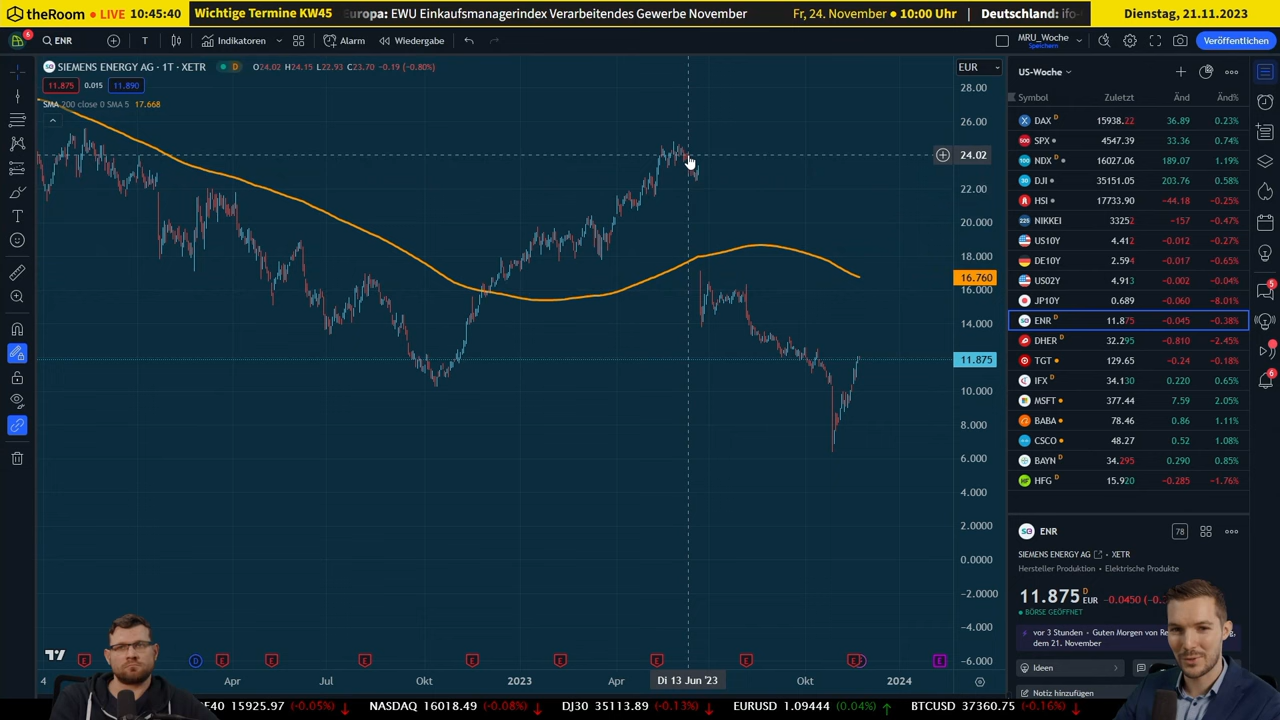 theRoom LIVE 10:45:40 Wichtige Termine KW45 Europa: EWU Einkaufsmanagerindex Verarbeitendes Gewerbe November Fr, 24. November 10:00 Uhr Deutschland: ifo- Dienstag, 21.11.2023
6 ENR T Indikatoren Alarm Wiedergabe MRU_Woche Speichern Veröffentlichen
SIEMENS ENERGY AG · 1T · XETR D O24.02 H24.15 L22.93 C23.70 −0.19 (−0.80%) EUR
11.875 0.015 11.890
SMA 200 close 0 SMA 5 17.668
28.00
26.00
24.02
22.00
20.000
18.000
16.760
16.000
14.000
11.875
10.000
8.000
6.000
4.000
2.0000
0.0000
−2.0000
−4.000
−6.000
4 Apr Jul Okt 2023 Apr Di 13 Jun '23 Okt 2024
E D E E E E E E E E E
US-Woche
Symbol Zuletzt Änd Änd%
DAX D 15938.22 36.89 0.23%
SPX 4547.39 33.36 0.74%
NDX 16027.06 189.07 1.19%
DJI 35151.05 203.76 0.58%
HSI 17733.90 −44.18 −0.25%
NIKKEI 33252 −157 −0.47%
US10Y 4.412 −0.012 −0.27%
DE10Y 2.594 −0.017 −0.65%
US02Y 4.913 −0.002 −0.04%
JP10Y 0.689 −0.060 −8.01%
ENR D 11.875 −0.045 −0.38%
DHER D 32.295 −0.810 −2.45%
TGT 129.65 −0.24 −0.18%
IFX D 34.130 0.220 0.65%
MSFT 377.44 7.59 2.05%
BABA 78.46 0.86 1.11%
CSCO 48.27 0.52 1.08%
BAYN D 34.295 0.290 0.85%
HFG D 15.920 −0.285 −1.76%
5
6
ENR 78
SIEMENS ENERGY AG · XETR
Hersteller Produktion · Elektrische Produkte
11.875 D EUR −0.0450
BÖRSE GEÖFFNET
vor 3 Stunden · Guten Morgen von
dem 21. November
Ideen
Notiz hinzufügen
E40 15925.97 (-0.05%) NASDAQ 16018.49 (-0.08%) DJ30 35113.89 (-0.13%) EURUSD 1.09444 (0.04%) BTCUSD 37360.75 (-0.16%)